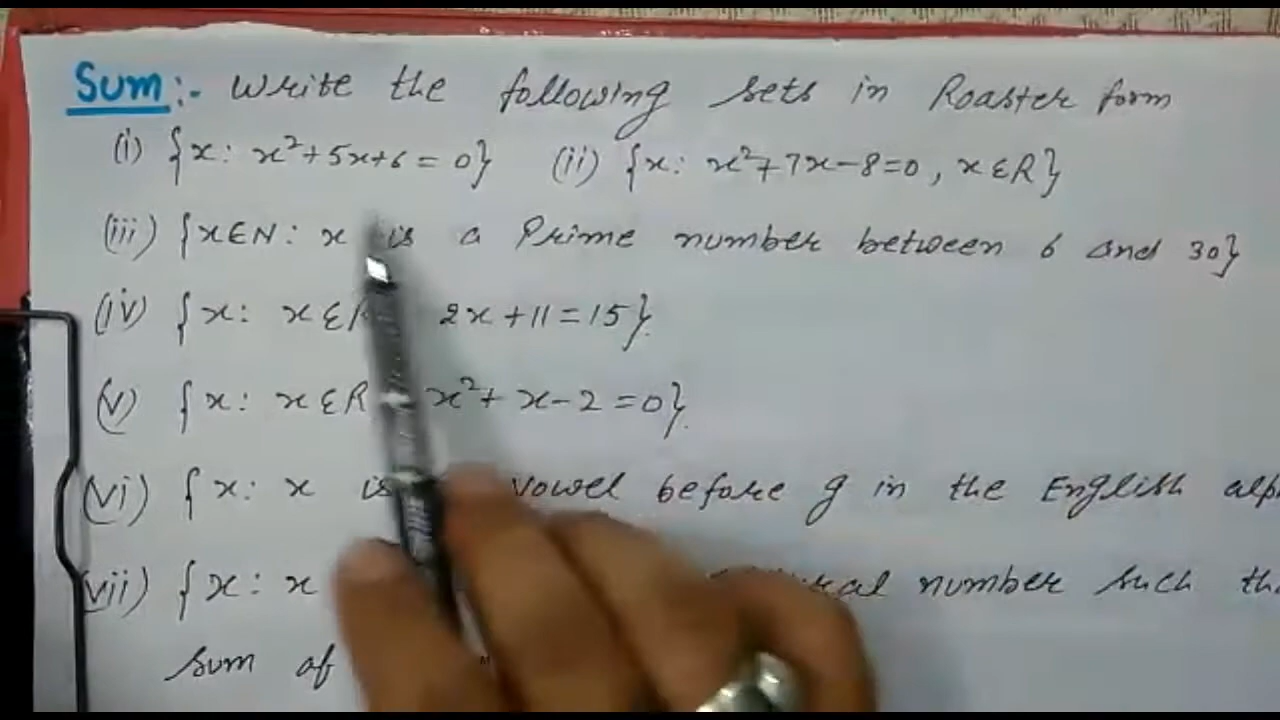 Sum:- Write the following sets in Roaster form
(i) {x: x²+5x+6=0} (ii) {x: x²+7x-8=0, x∈R}
(iii) {x∈N: x is a Prime number between 6 and 30}
(iv) {x: x∈R 2x+11=15}.
(v) {x: x∈R x²+x-2=0}.
(vi) {x: x is vowel before g in the English
(vii) {x: x number such
Sum of